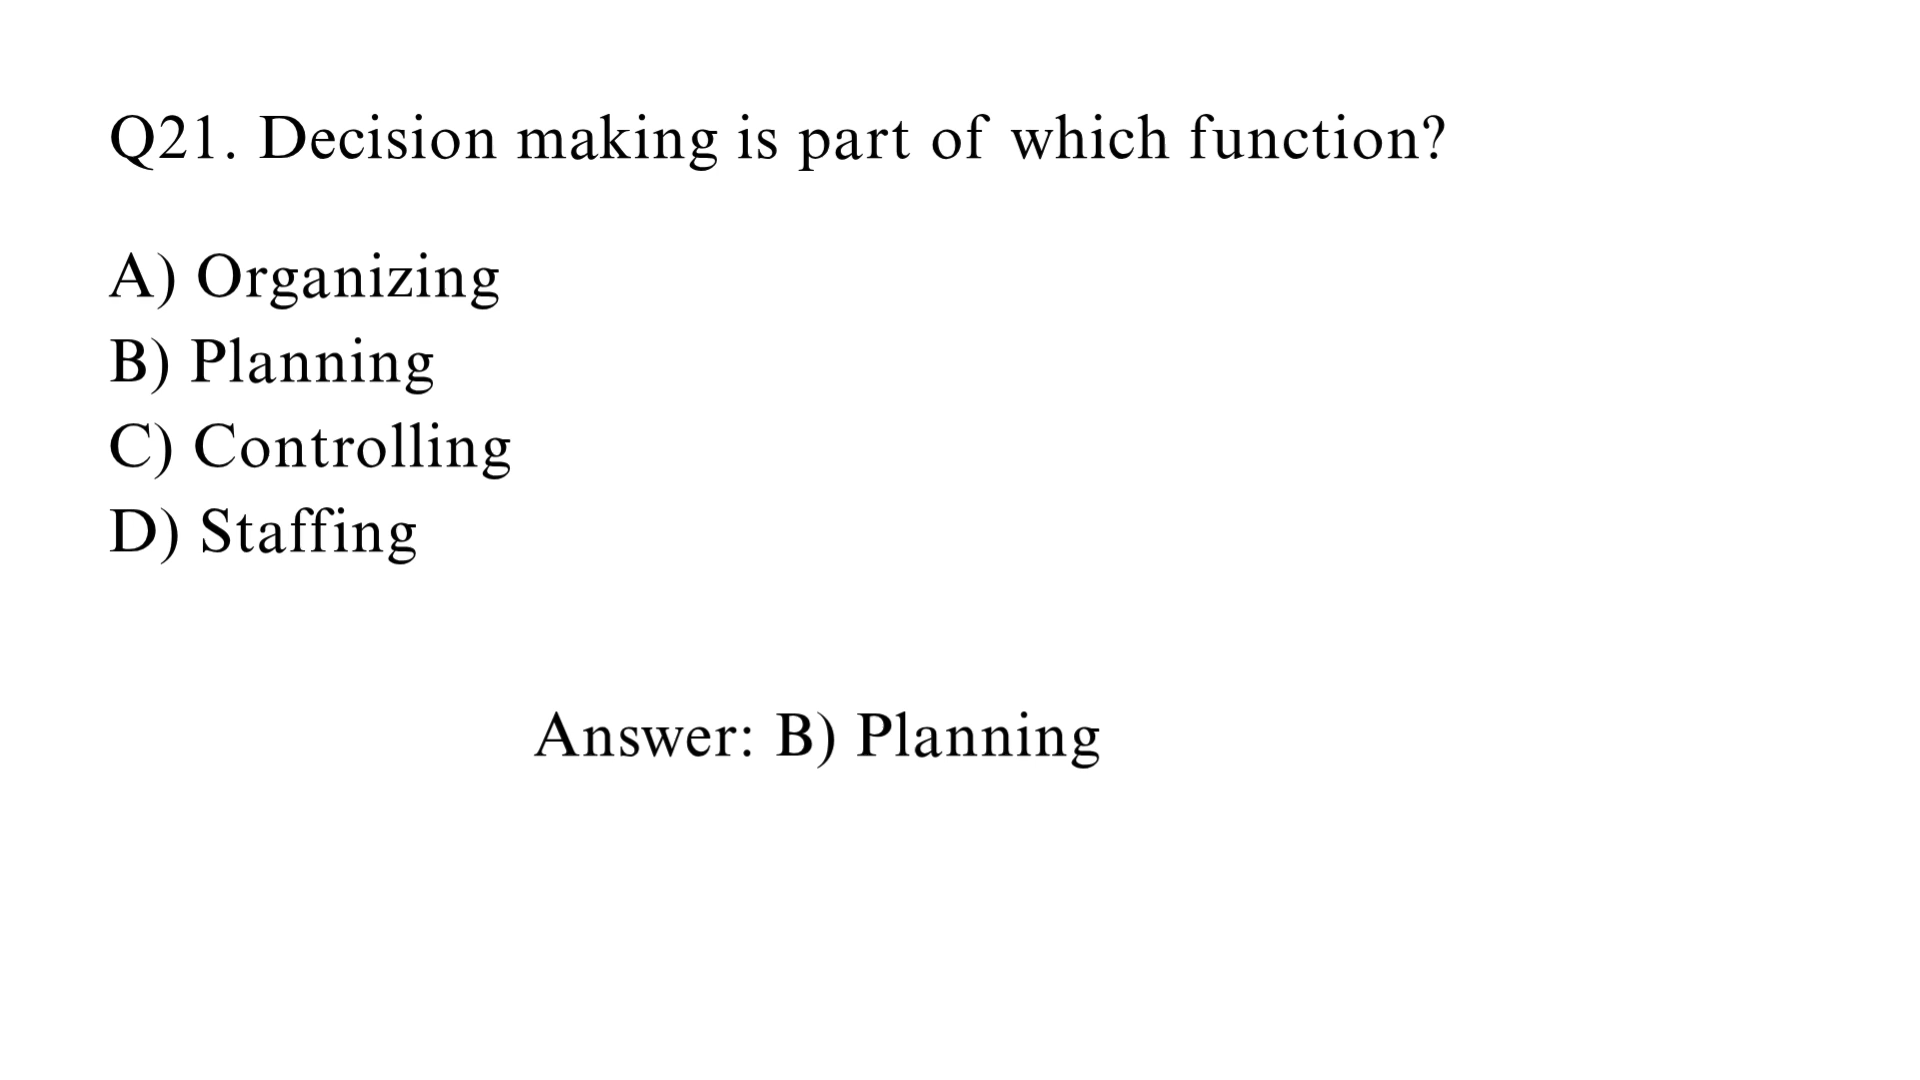 Q21. Decision making is part of which function?
A) Organizing
B) Planning
C) Controlling
D) Staffing
Answer: B) Planning